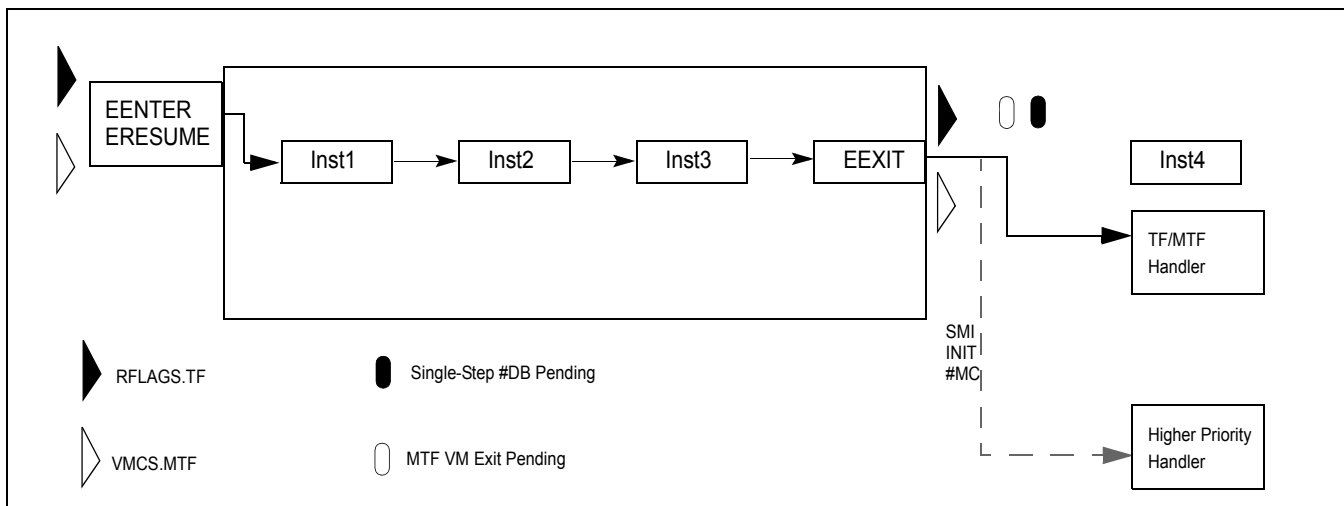 EENTER
ERESUME
Inst1
Inst2
Inst3
EEXIT
Inst4
TF/MTF
Handler
SMI
INIT
#MC
RFLAGS.TF
Single-Step #DB Pending
VMCS.MTF
MTF VM Exit Pending
Higher Priority
Handler